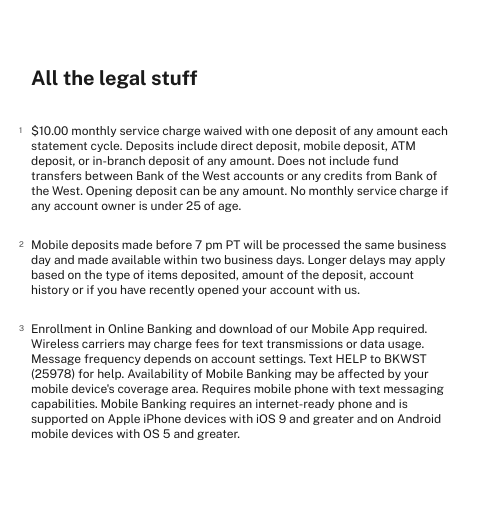 All the legal stuff
1 $10.00 monthly service charge waived with one deposit of any amount each
statement cycle. Deposits include direct deposit, mobile deposit, ATM
deposit, or in-branch deposit of any amount. Does not include fund
transfers between Bank of the West accounts or any credits from Bank of
the West. Opening deposit can be any amount. No monthly service charge if
any account owner is under 25 of age.
2 Mobile deposits made before 7 pm PT will be processed the same business
day and made available within two business days. Longer delays may apply
based on the type of items deposited, amount of the deposit, account
history or if you have recently opened your account with us.
3 Enrollment in Online Banking and download of our Mobile App required.
Wireless carriers may charge fees for text transmissions or data usage.
Message frequency depends on account settings. Text HELP to BKWST
(25978) for help. Availability of Mobile Banking may be affected by your
mobile device's coverage area. Requires mobile phone with text messaging
capabilities. Mobile Banking requires an internet-ready phone and is
supported on Apple iPhone devices with iOS 9 and greater and on Android
mobile devices with OS 5 and greater.